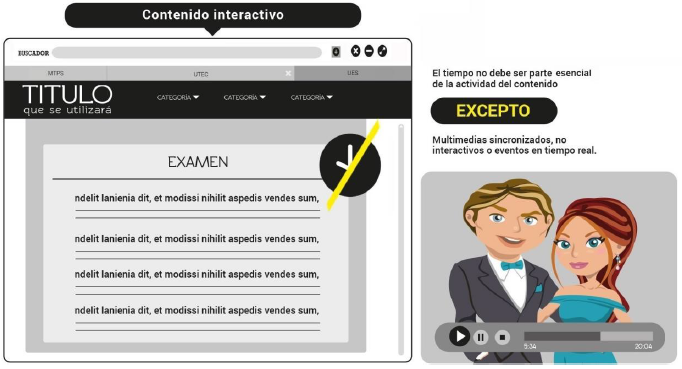 Contenido interactivo
BUSCADOR
MTPS
UTEC
UES
TITULO
que se utilizará
CATEGORÍA
CATEGORÍA
CATEGORÍA
EXAMEN
ndelit lanienia dit, et modissi nihilit aspedis vendes sum,
ndelit lanienia dit, et modissi nihilit aspedis vendes sum,
ndelit lanienia dit, et modissi nihilit aspedis vendes sum,
ndelit lanienia dit, et modissi nihilit aspedis vendes sum,
El tiempo no debe ser parte esencial
de la actividad del contenido
EXCEPTO
Multimedias sincronizados, no
interactivos o eventos en tiempo real.
20:04